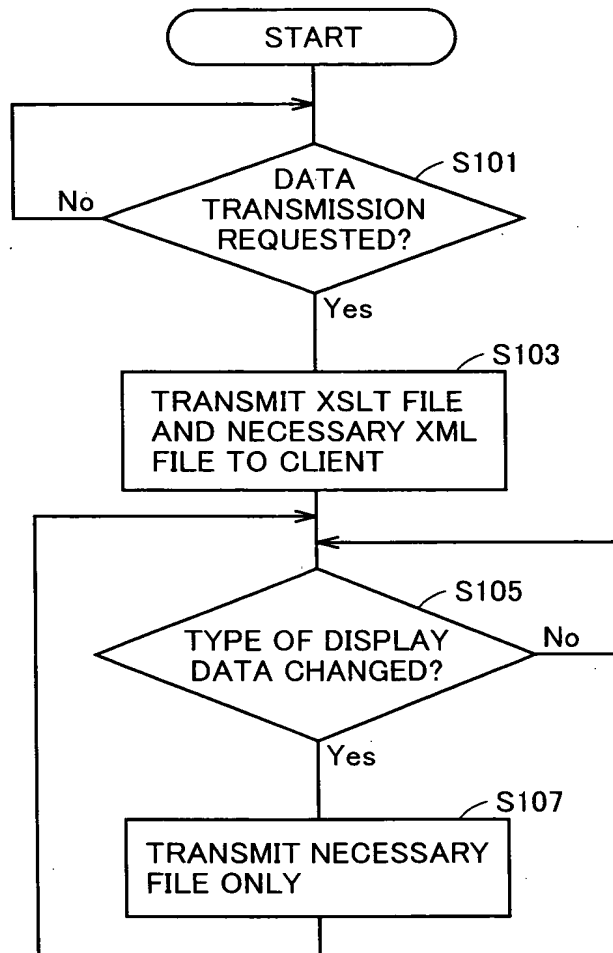 START
S101
DATA
TRANSMISSION
REQUESTED?
No
Yes
S103
TRANSMIT XSLT FILE
AND NECESSARY XML
FILE TO CLIENT
S105
TYPE OF DISPLAY
DATA CHANGED?
No
Yes
S107
TRANSMIT NECESSARY
FILE ONLY